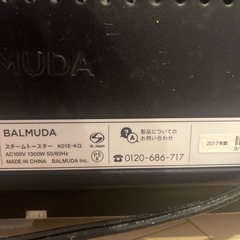 MUDA
BALMUDA
スチームトースター K01E-KG
AC100V 1300W 50/60Hz
MADE IN CHINA BALMUDA Inc.
製品についての
お問い合わせ
0120-686-717
2017年製